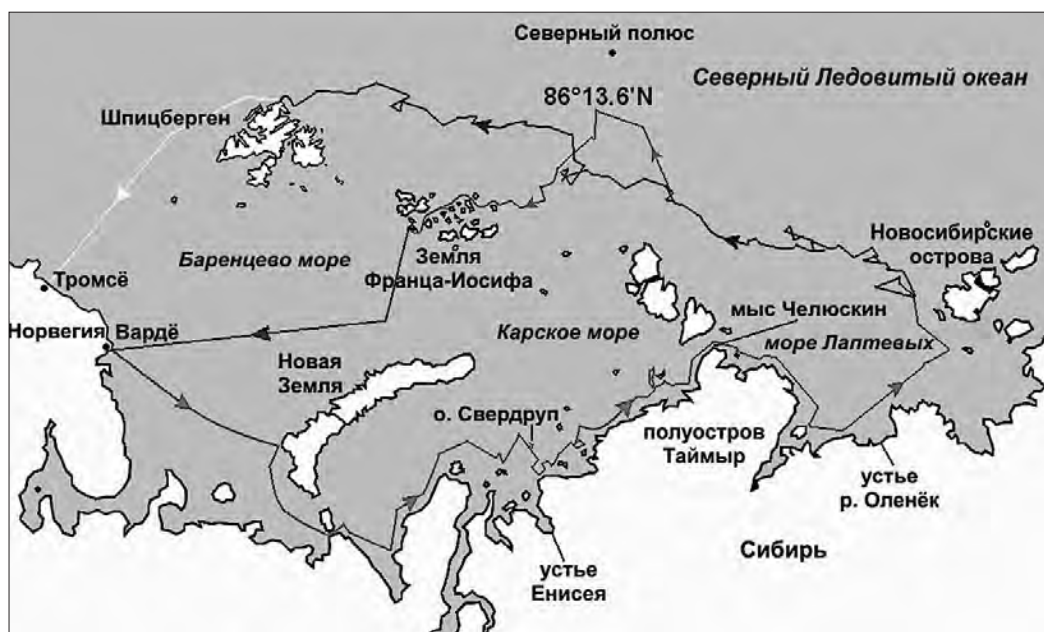 Северный полюс
Северный Ледовитый океан
86°13.6'N
Шпицберген
Новосибирские
острова
Баренцево море
Земля
Франца-Иосифа
Тромсё
мыс Челюскин
Норвегия
Вардё
Карское море
море Лаптевых
Новая
Земля
о. Свердруп
полуостров
Таймыр
устье
р. Оленёк
Сибирь
устье
Енисея